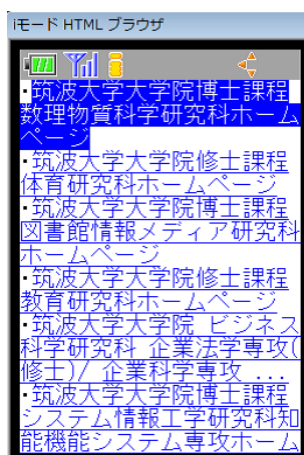 iモード HTML ブラウザ
・筑波大学大学院博士課程
数理物質科学研究科ホーム
ページ
・筑波大学大学院修士課程
体育研究科ホームページ
・筑波大学大学院博士課程
図書館情報メディア研究科
ホームページ
・筑波大学大学院修士課程
教育研究科ホームページ
・筑波大学大学院 ビジネス
科学研究科 企業法学専攻(
修士)/ 企業科学専攻 ...
・筑波大学大学院博士課程
システム情報工学研究科知
能機能システム専攻ホーム